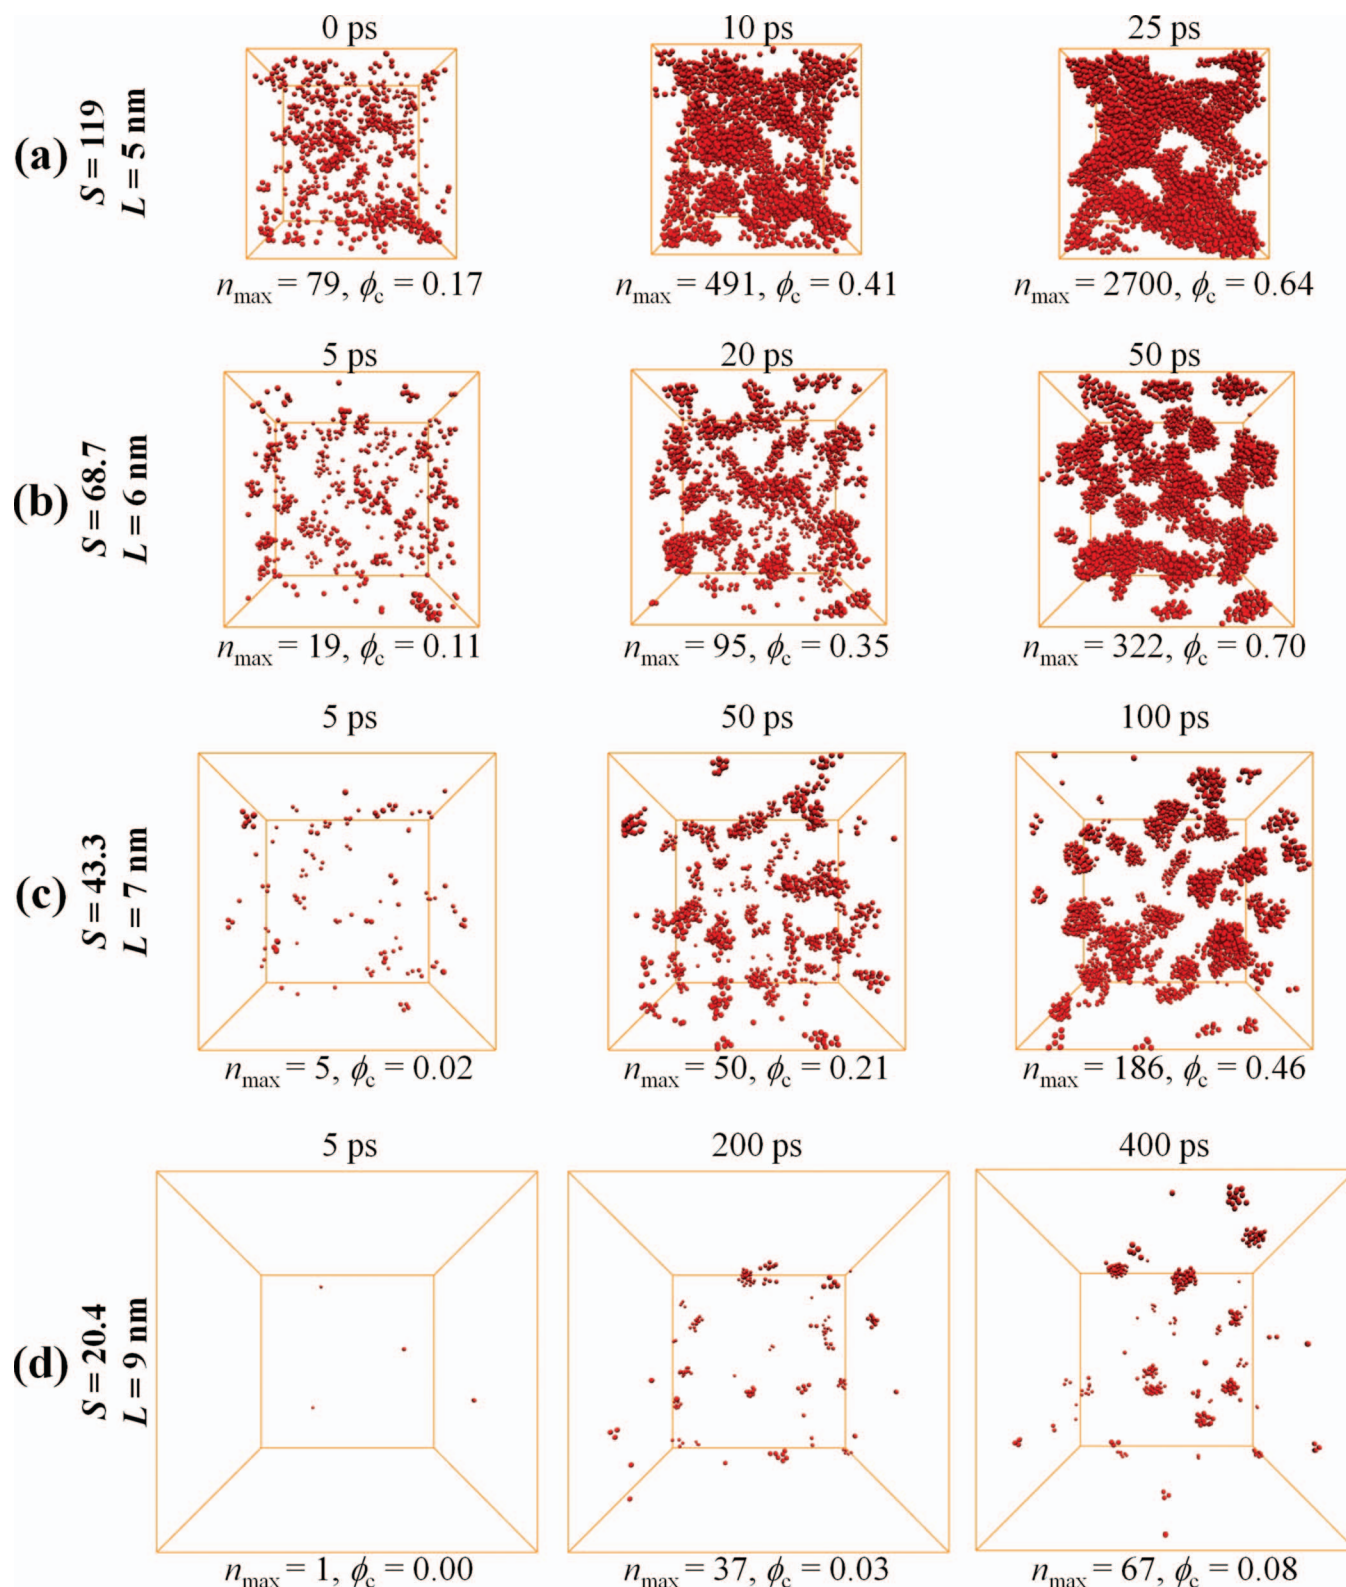 0 ps 10 ps 25 ps
(a) S = 119
L = 5 nm
n_max = 79, ϕ_c = 0.17 n_max = 491, ϕ_c = 0.41 n_max = 2700, ϕ_c = 0.64
5 ps 20 ps 50 ps
(b) S = 68.7
L = 6 nm
n_max = 19, ϕ_c = 0.11 n_max = 95, ϕ_c = 0.35 n_max = 322, ϕ_c = 0.70
5 ps 50 ps 100 ps
(c) S = 43.3
L = 7 nm
n_max = 5, ϕ_c = 0.02 n_max = 50, ϕ_c = 0.21 n_max = 186, ϕ_c = 0.46
5 ps 200 ps 400 ps
(d) S = 20.4
L = 9 nm
n_max = 1, ϕ_c = 0.00 n_max = 37, ϕ_c = 0.03 n_max = 67, ϕ_c = 0.08